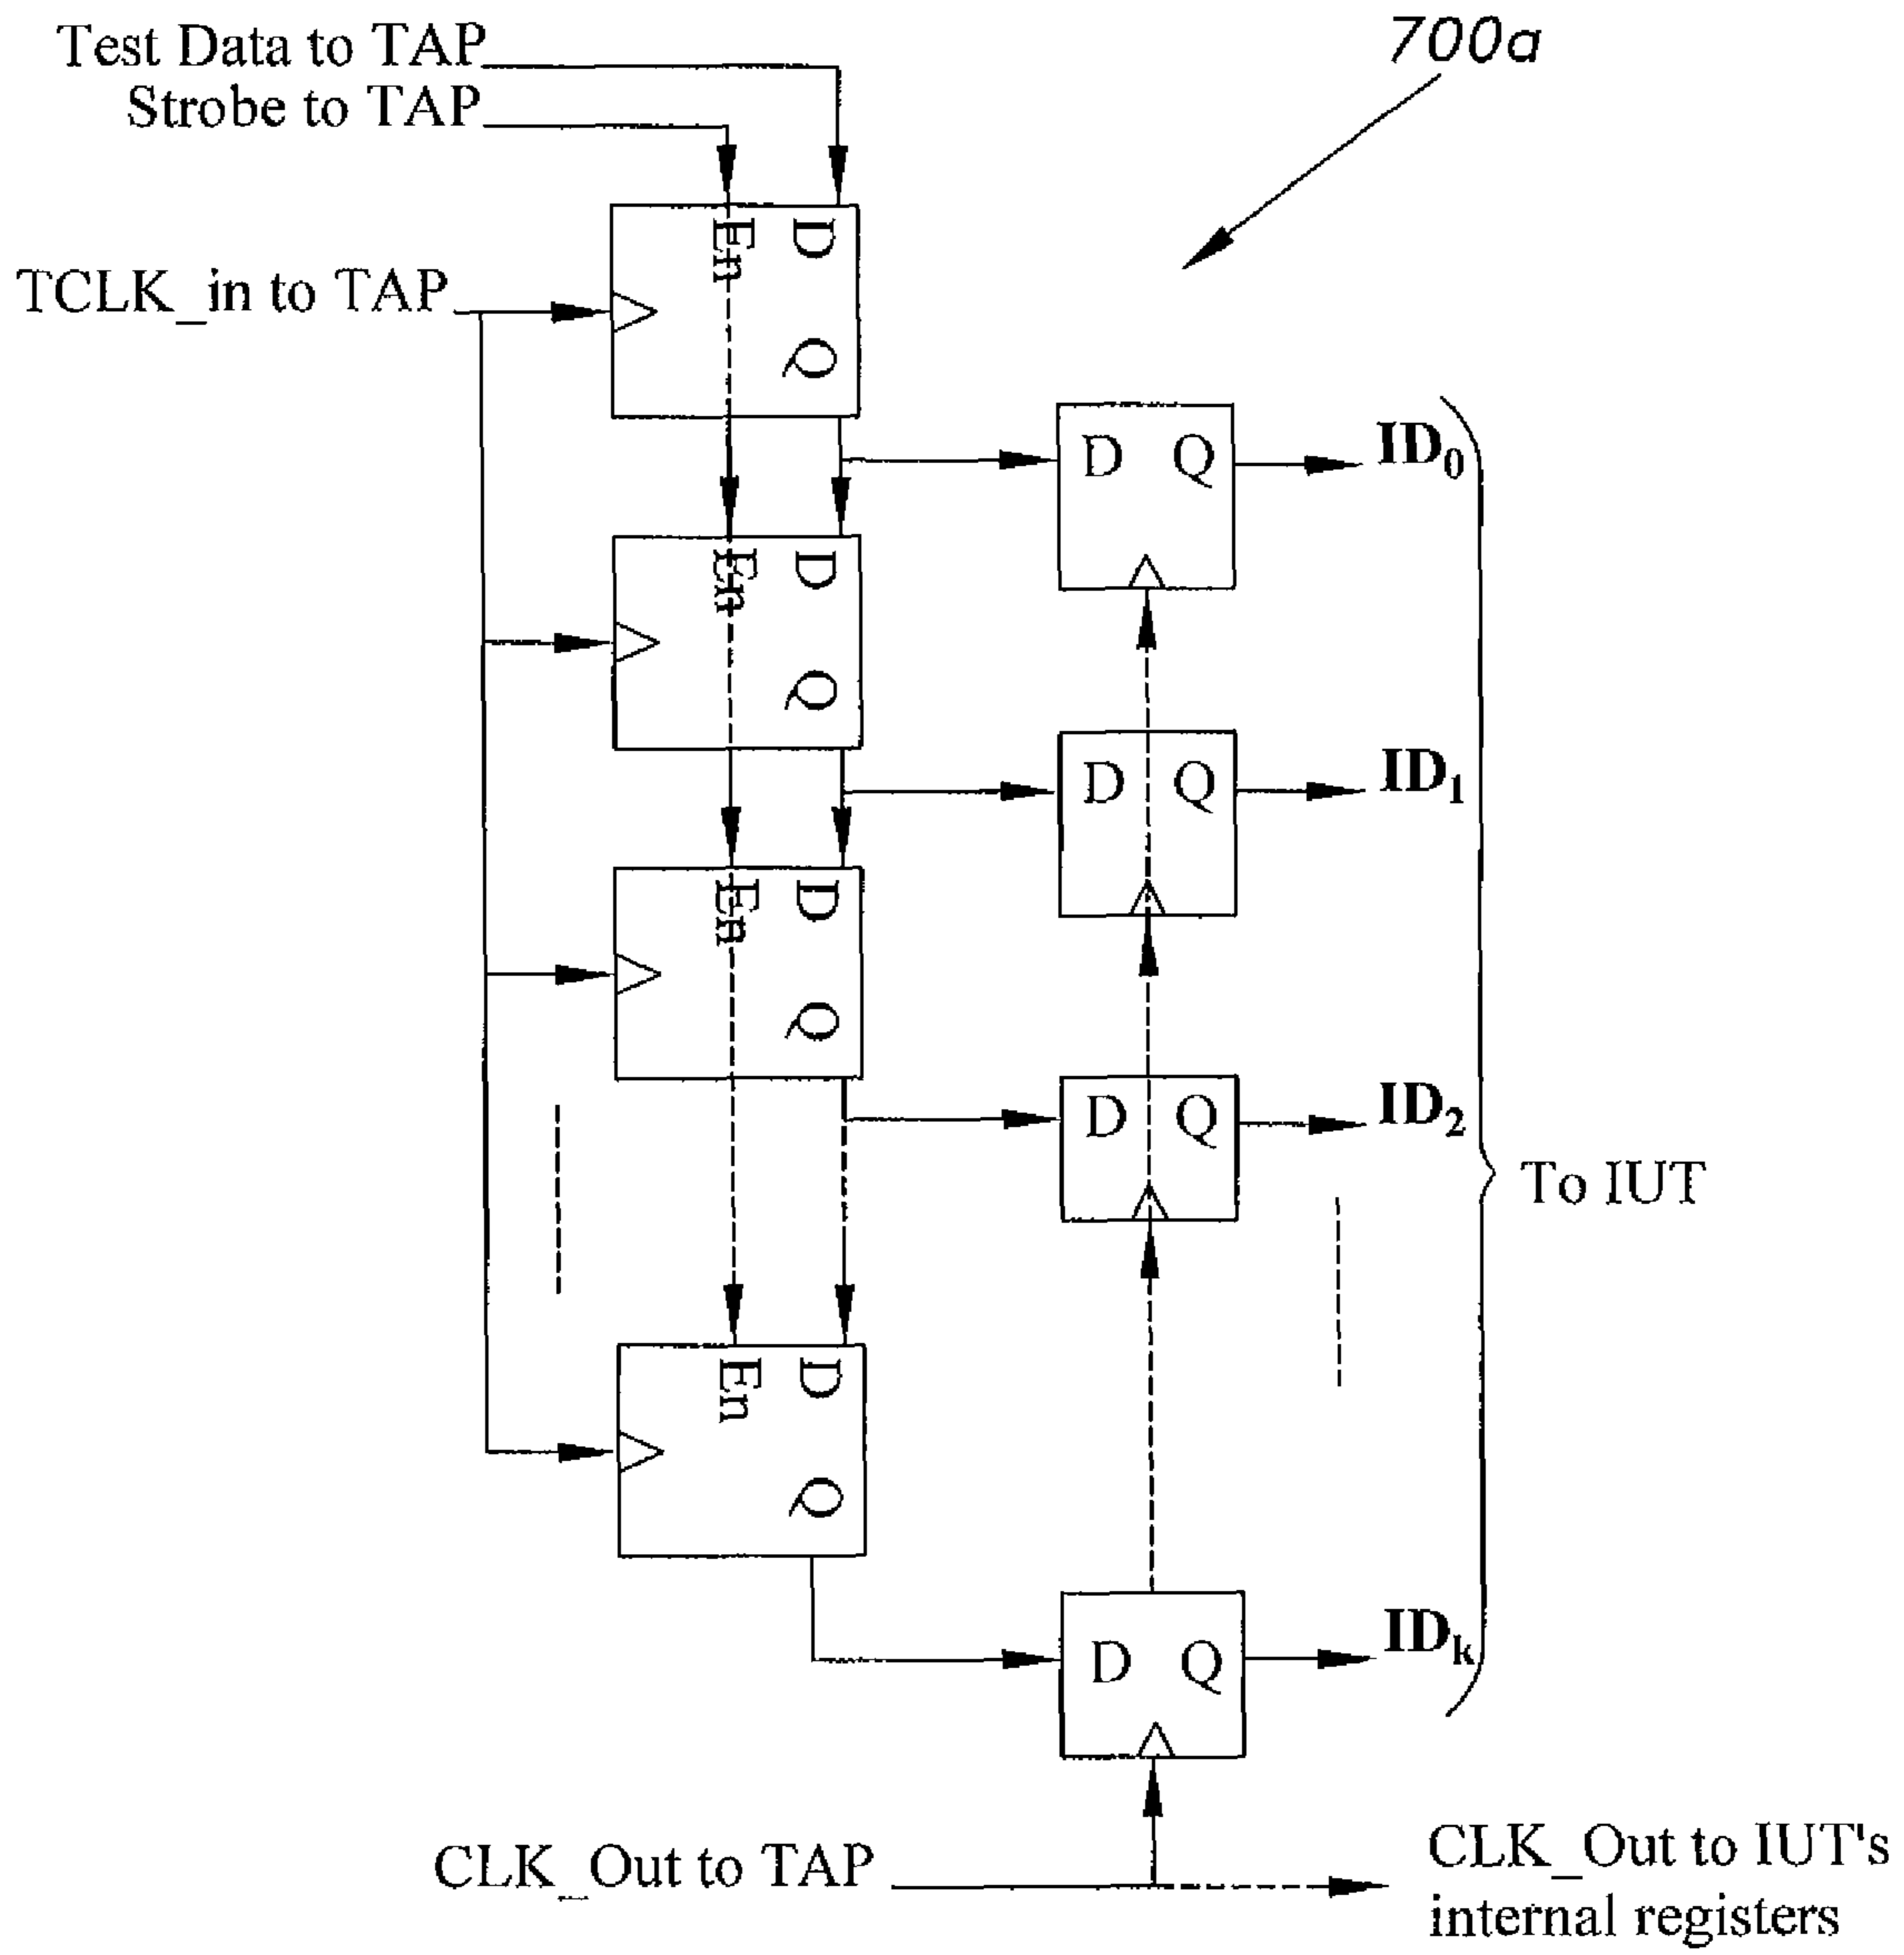 700a
Test Data to TAP
Strobe to TAP
TCLK_in to TAP
En D
Q
D Q
ID₀
En D
Q
D Q
ID₁
En D
Q
D Q
ID₂
To IUT
En D
Q
D Q
IDₖ
CLK_Out to TAP
CLK_Out to IUT's
internal registers